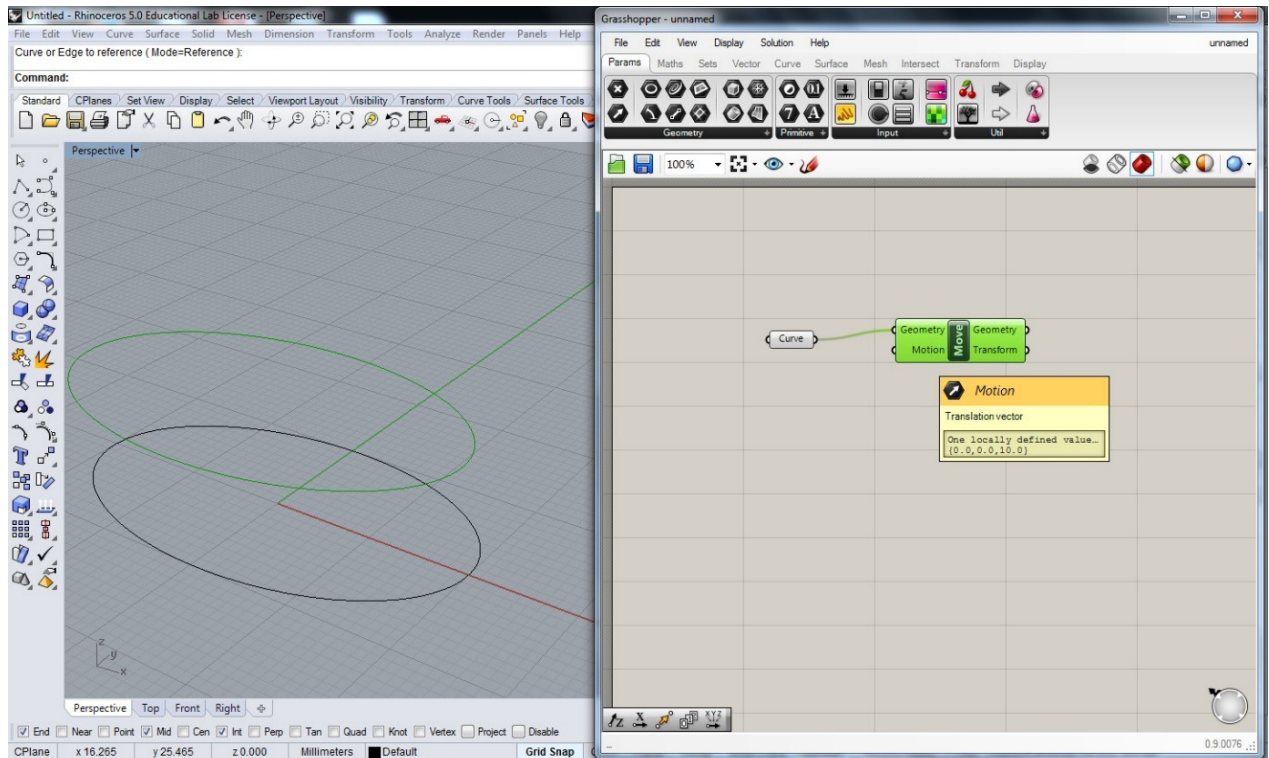 Untitled - Rhinoceros 5.0 Educational Lab License - [Perspective]
File Edit View Curve Surface Solid Mesh Dimension Transform Tools Analyze Render Panels Help
Curve or Edge to reference ( Mode=Reference ):
Command:
Standard CPlanes Set View Display Select Viewport Layout Visibility Transform Curve Tools Surface Tools
Perspective
z
y
x
Perspective Top Front Right
End Near Point Mid Cen Int Perp Tan Quad Knot Vertex Project Disable
CPlane x 16.265 y 25.465 z 0.000 Millimeters Default Grid Snap
Grasshopper - unnamed
File Edit View Display Solution Help unnamed
Params Maths Sets Vector Curve Surface Mesh Intersect Transform Display
Geometry Primitive Input Util
100%
Curve
Geometry Move Geometry
Motion Transform
Motion
Translation vector
One locally defined value…
{0.0,0.0,10.0}
0.9.0076